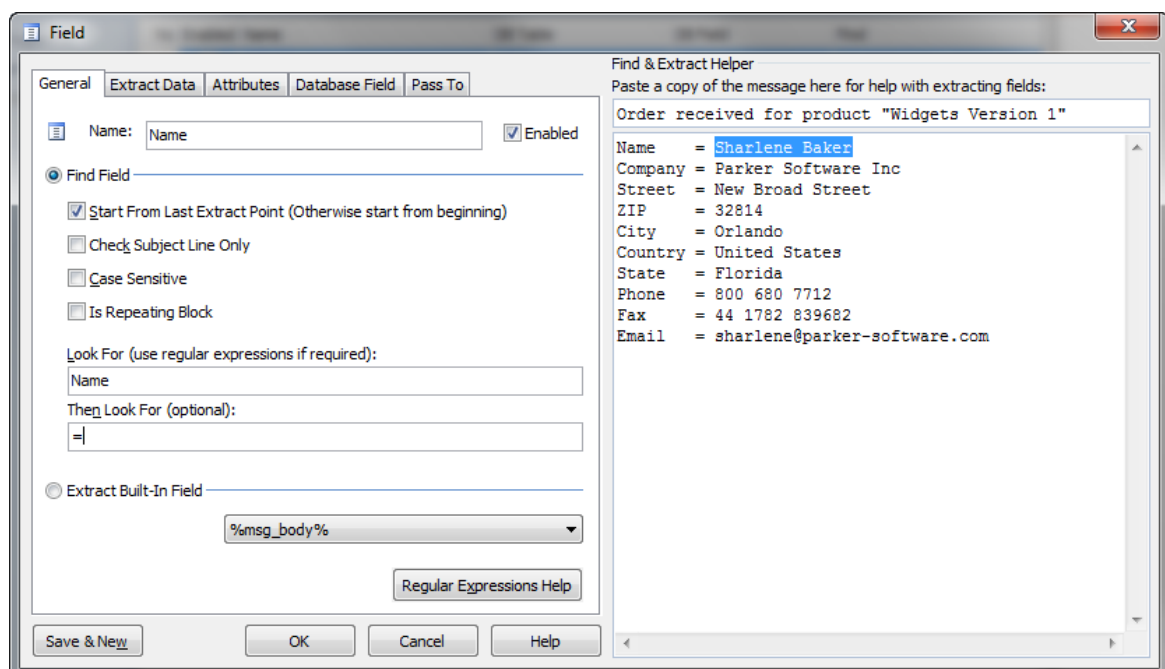 Field
General Extract Data Attributes Database Field Pass To
Name: Name Enabled
Find Field
Start From Last Extract Point (Otherwise start from beginning)
Check Subject Line Only
Case Sensitive
Is Repeating Block
Look For (use regular expressions if required):
Name
Then Look For (optional):
=
Extract Built-In Field
%msg_body%
Regular Expressions Help
Save & New OK Cancel Help
Find & Extract Helper
Paste a copy of the message here for help with extracting fields:
Order received for product "Widgets Version 1"
Name = Sharlene Baker
Company = Parker Software Inc
Street = New Broad Street
ZIP = 32814
City = Orlando
Country = United States
State = Florida
Phone = 800 680 7712
Fax = 44 1782 839682
Email = sharlene@parker-software.com